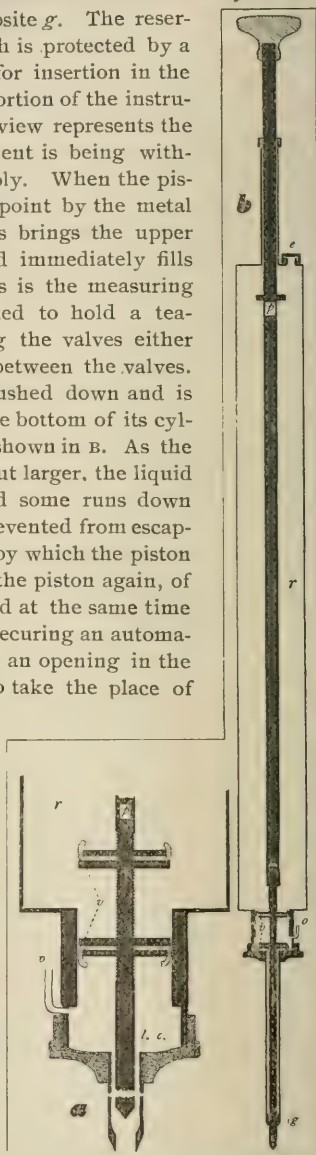 posite g. The reser-
h is protected by a
for insertion in the
ortion of the instru-
view represents the
ent is being with-
ply. When the pis-
point by the metal
s brings the upper
d immediately fills
s is the measuring
ed to hold a tea-
g the valves either
between the valves.
ushed down and is
e bottom of its cyl-
shown in B. As the
ut larger, the liquid
d some runs down
evented from escap-
by which the piston
the piston again, of
d at the same time
ecuring an automa-
an opening in the
o take the place of
b
e
p
r
o
v
g
r
p
v
o
l. c.
a